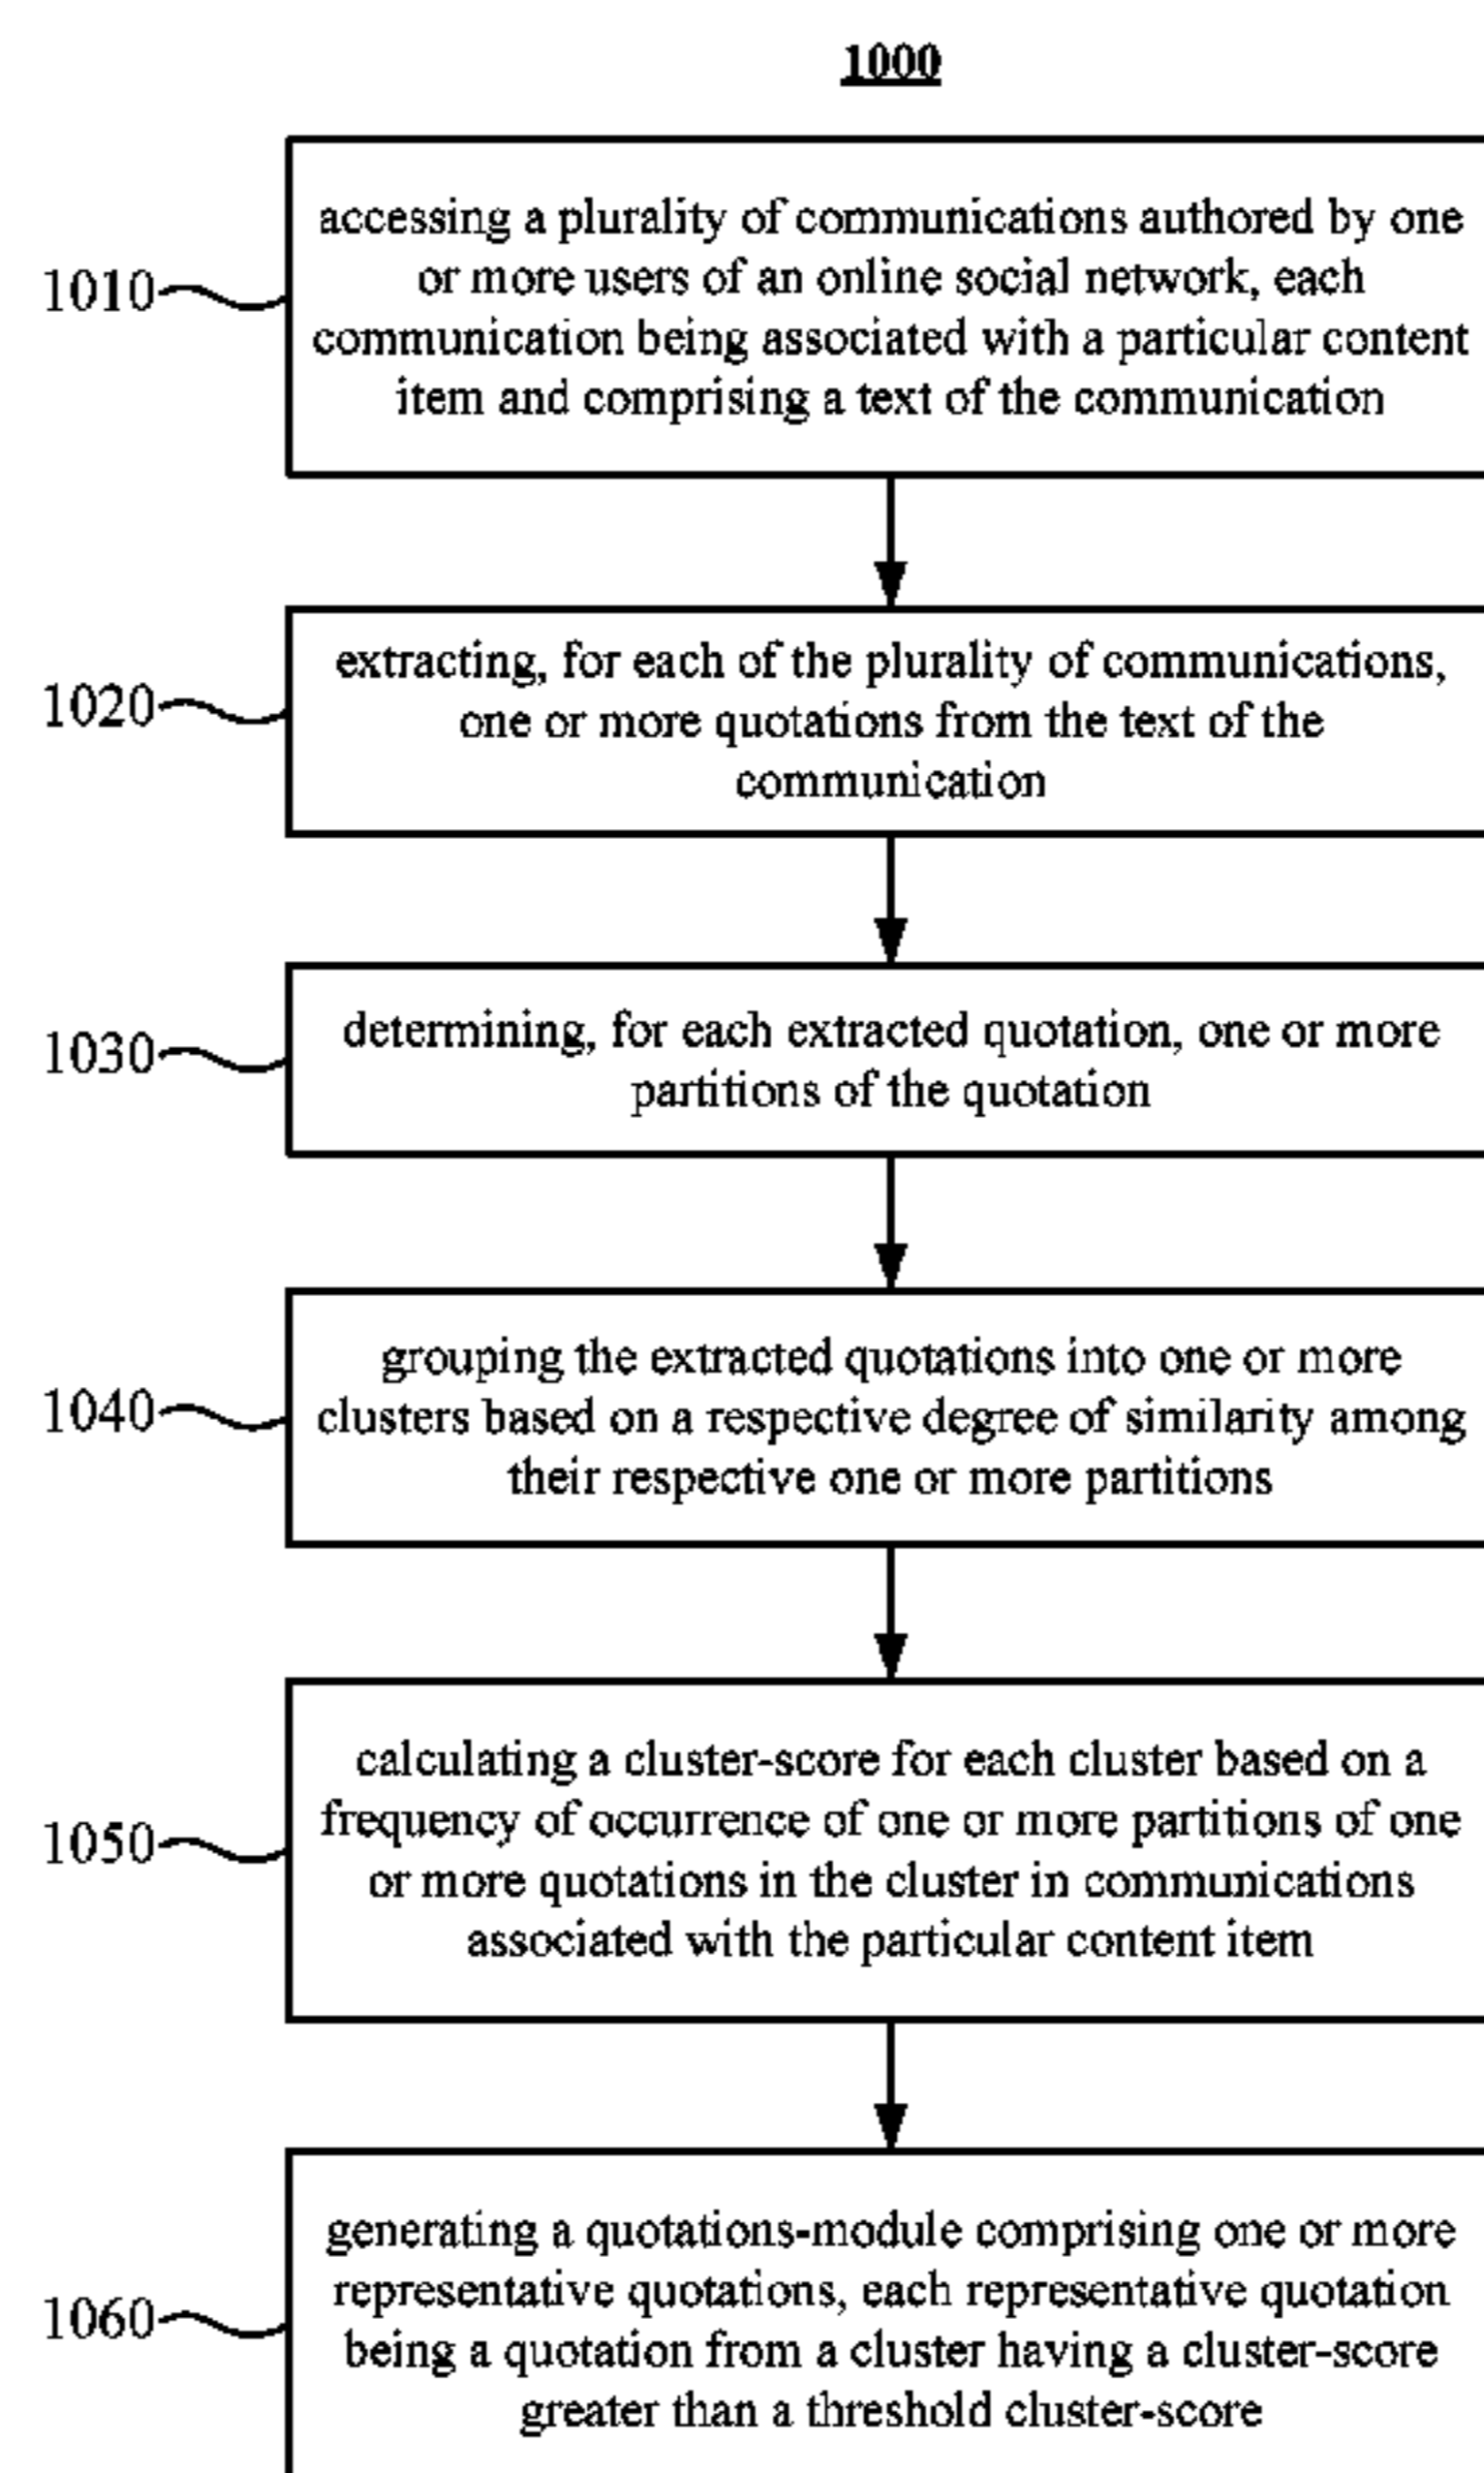 1000
accessing a plurality of communications authored by one
or more users of an online social network, each
communication being associated with a particular content
item and comprising a text of the communication
1010
extracting, for each of the plurality of communications,
one or more quotations from the text of the
communication
1020
determining, for each extracted quotation, one or more
partitions of the quotation
1030
grouping the extracted quotations into one or more
clusters based on a respective degree of similarity among
their respective one or more partitions
1040
calculating a cluster-score for each cluster based on a
frequency of occurrence of one or more partitions of one
or more quotations in the cluster in communications
associated with the particular content item
1050
generating a quotations-module comprising one or more
representative quotations, each representative quotation
being a quotation from a cluster having a cluster-score
greater than a threshold cluster-score
1060